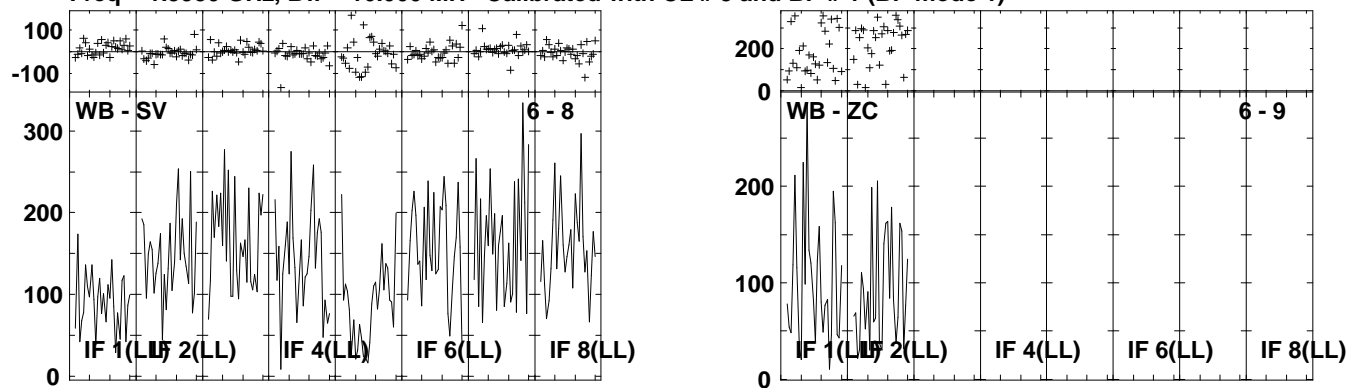 100
-100
WB - SV
6 - 8
300
200
100
0
IF 1(LL)
IF 2(LL)
IF 4(LL)
IF 6(LL)
IF 8(LL)
200
0
WB - ZC
6 - 9
200
100
0
IF 1(LL)
IF 2(LL)
IF 4(LL)
IF 6(LL)
IF 8(LL)